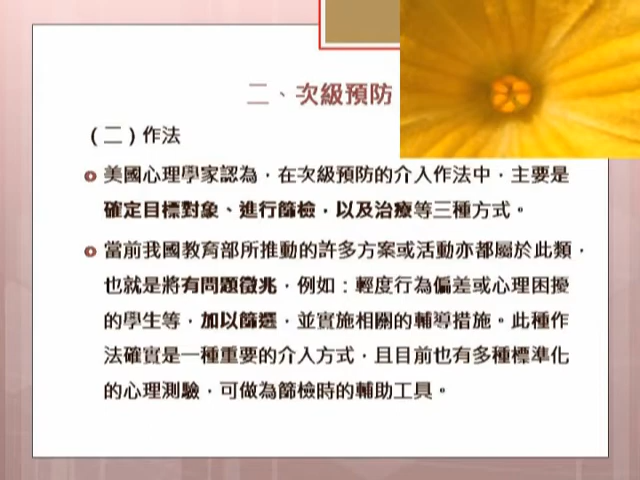 二、次級預防
(二)作法
美國心理學家認為，在次級預防的介入作法中，主要是
確定目標對象、進行篩檢，以及治療等三種方式。
當前我國教育部所推動的許多方案或活動亦都屬於此類，
也就是將有問題徵兆，例如：輕度行為偏差或心理困擾
的學生等，加以篩選，並實施相關的輔導措施。此種作
法確實是一種重要的介入方式，且目前也有多種標準化
的心理測驗，可做為篩檢時的輔助工具。